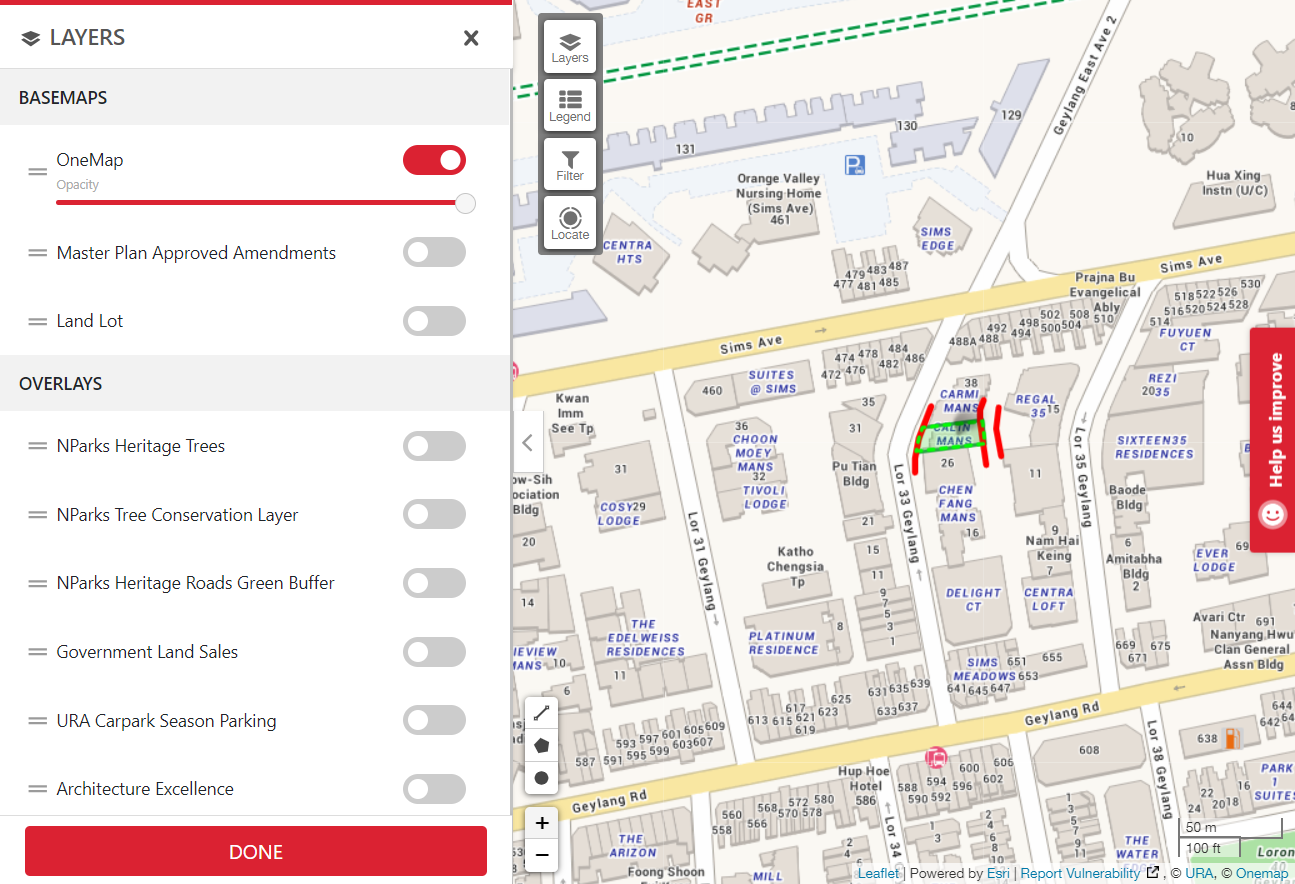 LAYERS
BASEMAPS
OneMap
Opacity
Master Plan Approved Amendments
Land Lot
OVERLAYS
NParks Heritage Trees
NParks Tree Conservation Layer
NParks Heritage Roads Green Buffer
Government Land Sales
URA Carpark Season Parking
Architecture Excellence
DONE
Layers
Legend
Filter
Locate
Help us improve
EAST
GR
Geylang East Ave 2
129
130
131
10
Orange Valley
Nursing Home
(Sims Ave)
461
Hua Xing
Instn (U/C)
CENTRA
HTS
SIMS
EDGE
479 483 487
477 481 485
Prajna Bu
Evangelical
Ably
Sims Ave
518 522 526 530
516 520 524 528
514
FUYUEN
CT
502 508
498 500 504 510
492 494
488A 488
Sims Ave
474 478 484
472 476 482 486
SUITES
@ SIMS
460
Kwan
Imm
See Tp
38
CARMI
MANS
REGAL
35 15
REZI
35
20
35
31
36
CHOON
MOEY
MANS
32
TIVOLI
LODGE
CALIN
MANS
26
SIXTEEN35
RESIDENCES
Pu Tian
Bldg
31
11
COSY
LODGE
29
ow-Sih
ociation
Bldg
20
CHEN
FANG
MANS
16
Baode
Bldg
Lor 31 Geylang
Lor 33 Geylang
Lor 35 Geylang
21
15
11
9
7
5
3
1
Katho
Chengsia
Tp
9
Nam Hai
Keing
7
6
Amitabha
Bldg
2
EVER
LODGE
69
14
DELIGHT
CT
CENTRA
LOFT
THE
EDELWEISS
RESIDENCES
11
PLATINUM
RESIDENCE
8
IEVIEW
MANS
10
6
Avari Ctr
691
Nanyang Hwu
Clan General
Assn Bldg
669 675
671
SIMS
MEADOWS
651
653
655
641 645 647
631 635 639
633 637
625
617 621 623
613 615 619
605 609
593 597 601 603 607
587 591 595 599
Geylang Rd
644
642
638
608
Lor 38 Geylang
PARK
1
SUITES
Hup Hoe
Hotel
586
588
590 592
594
596
600
602
606
Geylang Rd
560
558
566
568
572
570
580
578
THE
ARIZON
Foong Shoon
MILL
Lor 34
THE
WATER
22
24
20
18
16
50 m
100 ft
Leaflet | Powered by Esri | Report Vulnerability , © URA, © Onemap